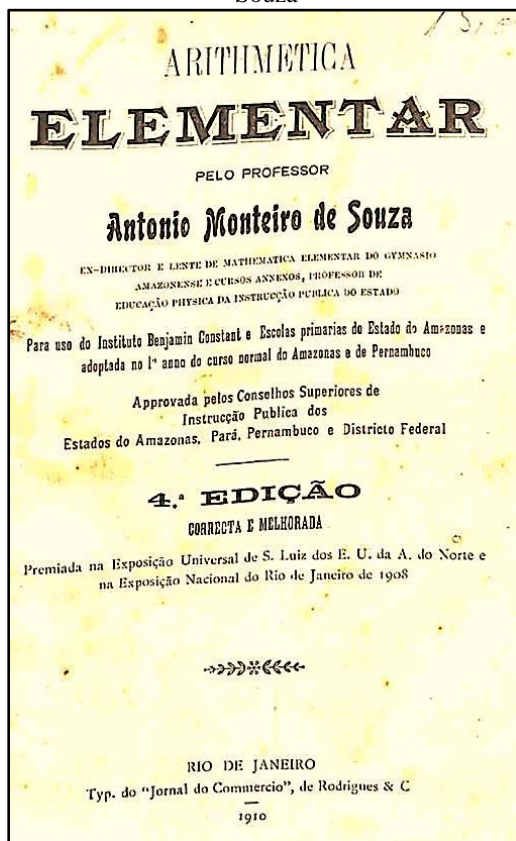 Souza
ARITHMETICA
ELEMENTAR
PELO PROFESSOR
Antonio Monteiro de Souza
EX-DIRECTOR E LENTE DE MATHEMATICA ELEMENTAR DO GYMNASIO
AMAZONENSE E CURSOS ANNEXOS, PROFESSOR DE
EDUCAÇÃO PHYSICA DA INSTRUCÇÃO PUBLICA DO ESTADO
Para uso do Instituto Benjamin Constant e Escolas primarias do Estado do Amazonas e
adoptada no 1º anno do curso normal do Amazonas e de Pernambuco
Approvada pelos Conselhos Superiores de
Instrucção Publica dos
Estados do Amazonas, Pará, Pernambuco e Districto Federal
4.ª EDIÇÃO
CORRECTA E MELHORADA
Premiada na Exposição Universal de S. Luiz dos E. U. da A. do Norte e
na Exposição Nacional do Rio de Janeiro de 1908
RIO DE JANEIRO
Typ. do "Jornal do Commercio", de Rodrigues & C
1910